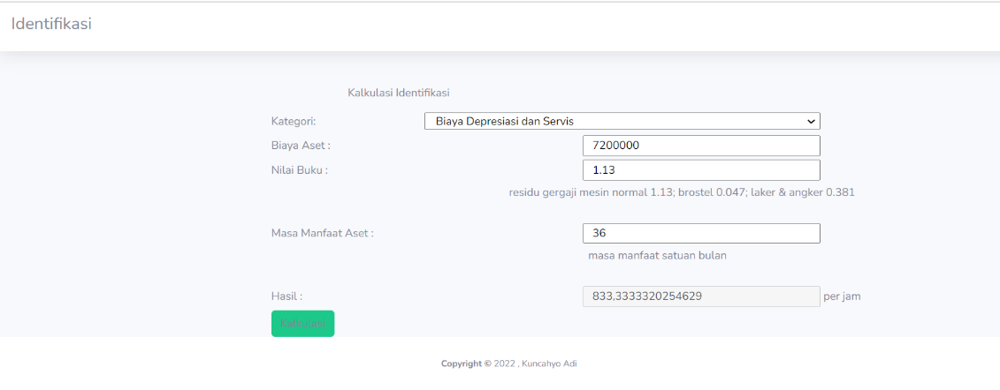 Identifikasi
Kalkulasi Identifikasi
Kategori: Biaya Depresiasi dan Servis
Biaya Aset : 7200000
Nilai Buku : 1.13
residu gergaji mesin normal 1.13; brostel 0.047; laker & angker 0.381
Masa Manfaat Aset : 36
masa manfaat satuan bulan
Hasil : 833,3333320254629 per jam
Kalkulasi
Copyright © 2022 , Kuncahyo Adi